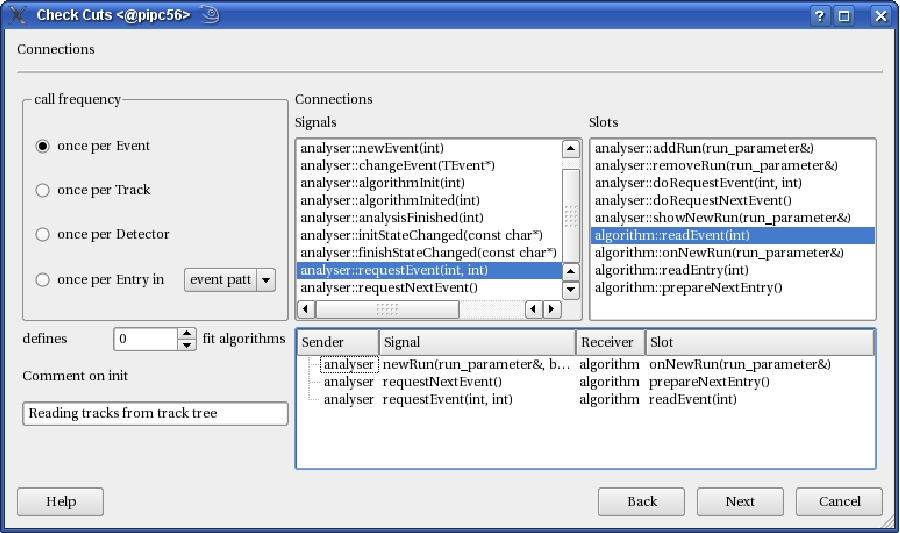 Check Cuts <@pipc56>
Connections
call frequency
once per Event
once per Track
once per Detector
once per Entry in event patt
defines 0 fit algorithms
Comment on init
Reading tracks from track tree
Connections
Signals
analyser::newEvent(int)
analyser::changeEvent(TEvent*)
analyser::algorithmInit(int)
analyser::algorithmInited(int)
analyser::analysisFinished(int)
analyser::initStateChanged(const char*)
analyser::finishStateChanged(const char*)
analyser::requestEvent(int, int)
analyser::requestNextEvent()
Slots
analyser::addRun(run_parameter&)
analyser::removeRun(run_parameter&)
analyser::doRequestEvent(int, int)
analyser::doRequestNextEvent()
analyser::showNewRun(run_parameter&)
algorithm::readEvent(int)
algorithm::onNewRun(run_parameter&)
algorithm::readEntry(int)
algorithm::prepareNextEntry()
Sender Signal Receiver Slot
analyser newRun(run_parameter&, b... algorithm onNewRun(run_parameter&)
analyser requestNextEvent() algorithm prepareNextEntry()
analyser requestEvent(int, int) algorithm readEvent(int)
Help Back Next Cancel